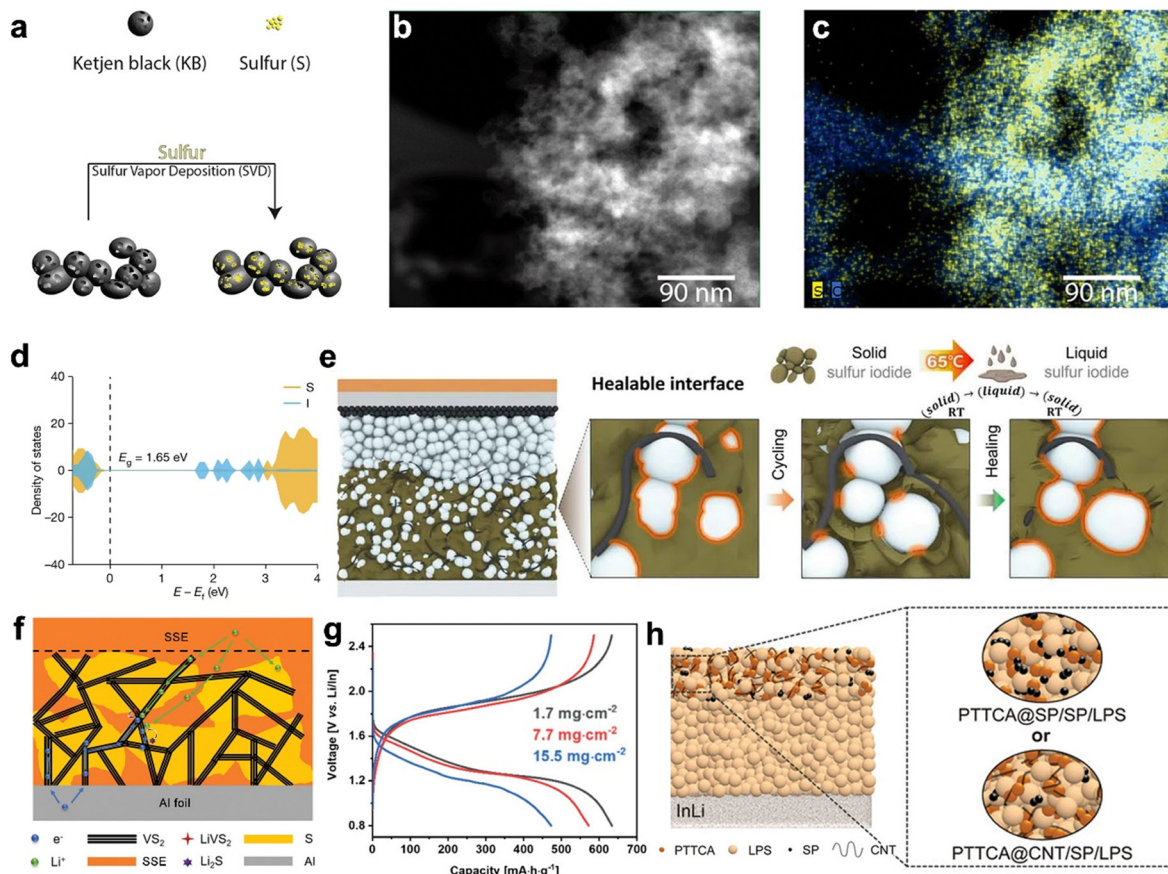 a
Ketjen black (KB)
Sulfur (S)
Sulfur
Sulfur Vapor Deposition (SVD)
b
90 nm
c
S C
90 nm
d
Density of states
40
20
0
−20
−40
S
I
Eg = 1.65 eV
0 1 2 3 4
E − Ef (eV)
e
Healable interface
Solid
sulfur iodide
65℃
Liquid
sulfur iodide
(solid) → (liquid) → (solid)
RT RT
Cycling
Healing
f
SSE
Al foil
e- VS2 LiVS2 S
Li+ SSE Li2S Al
g
Voltage [V vs. Li/In]
2.4
2.0
1.6
1.2
0.8
1.7 mg·cm-2
7.7 mg·cm-2
15.5 mg·cm-2
0 100 200 300 400 500 600 700
Capacity [mA·h·g-1]
h
InLi
PTTCA LPS SP CNT
PTTCA@SP/SP/LPS
or
PTTCA@CNT/SP/LPS